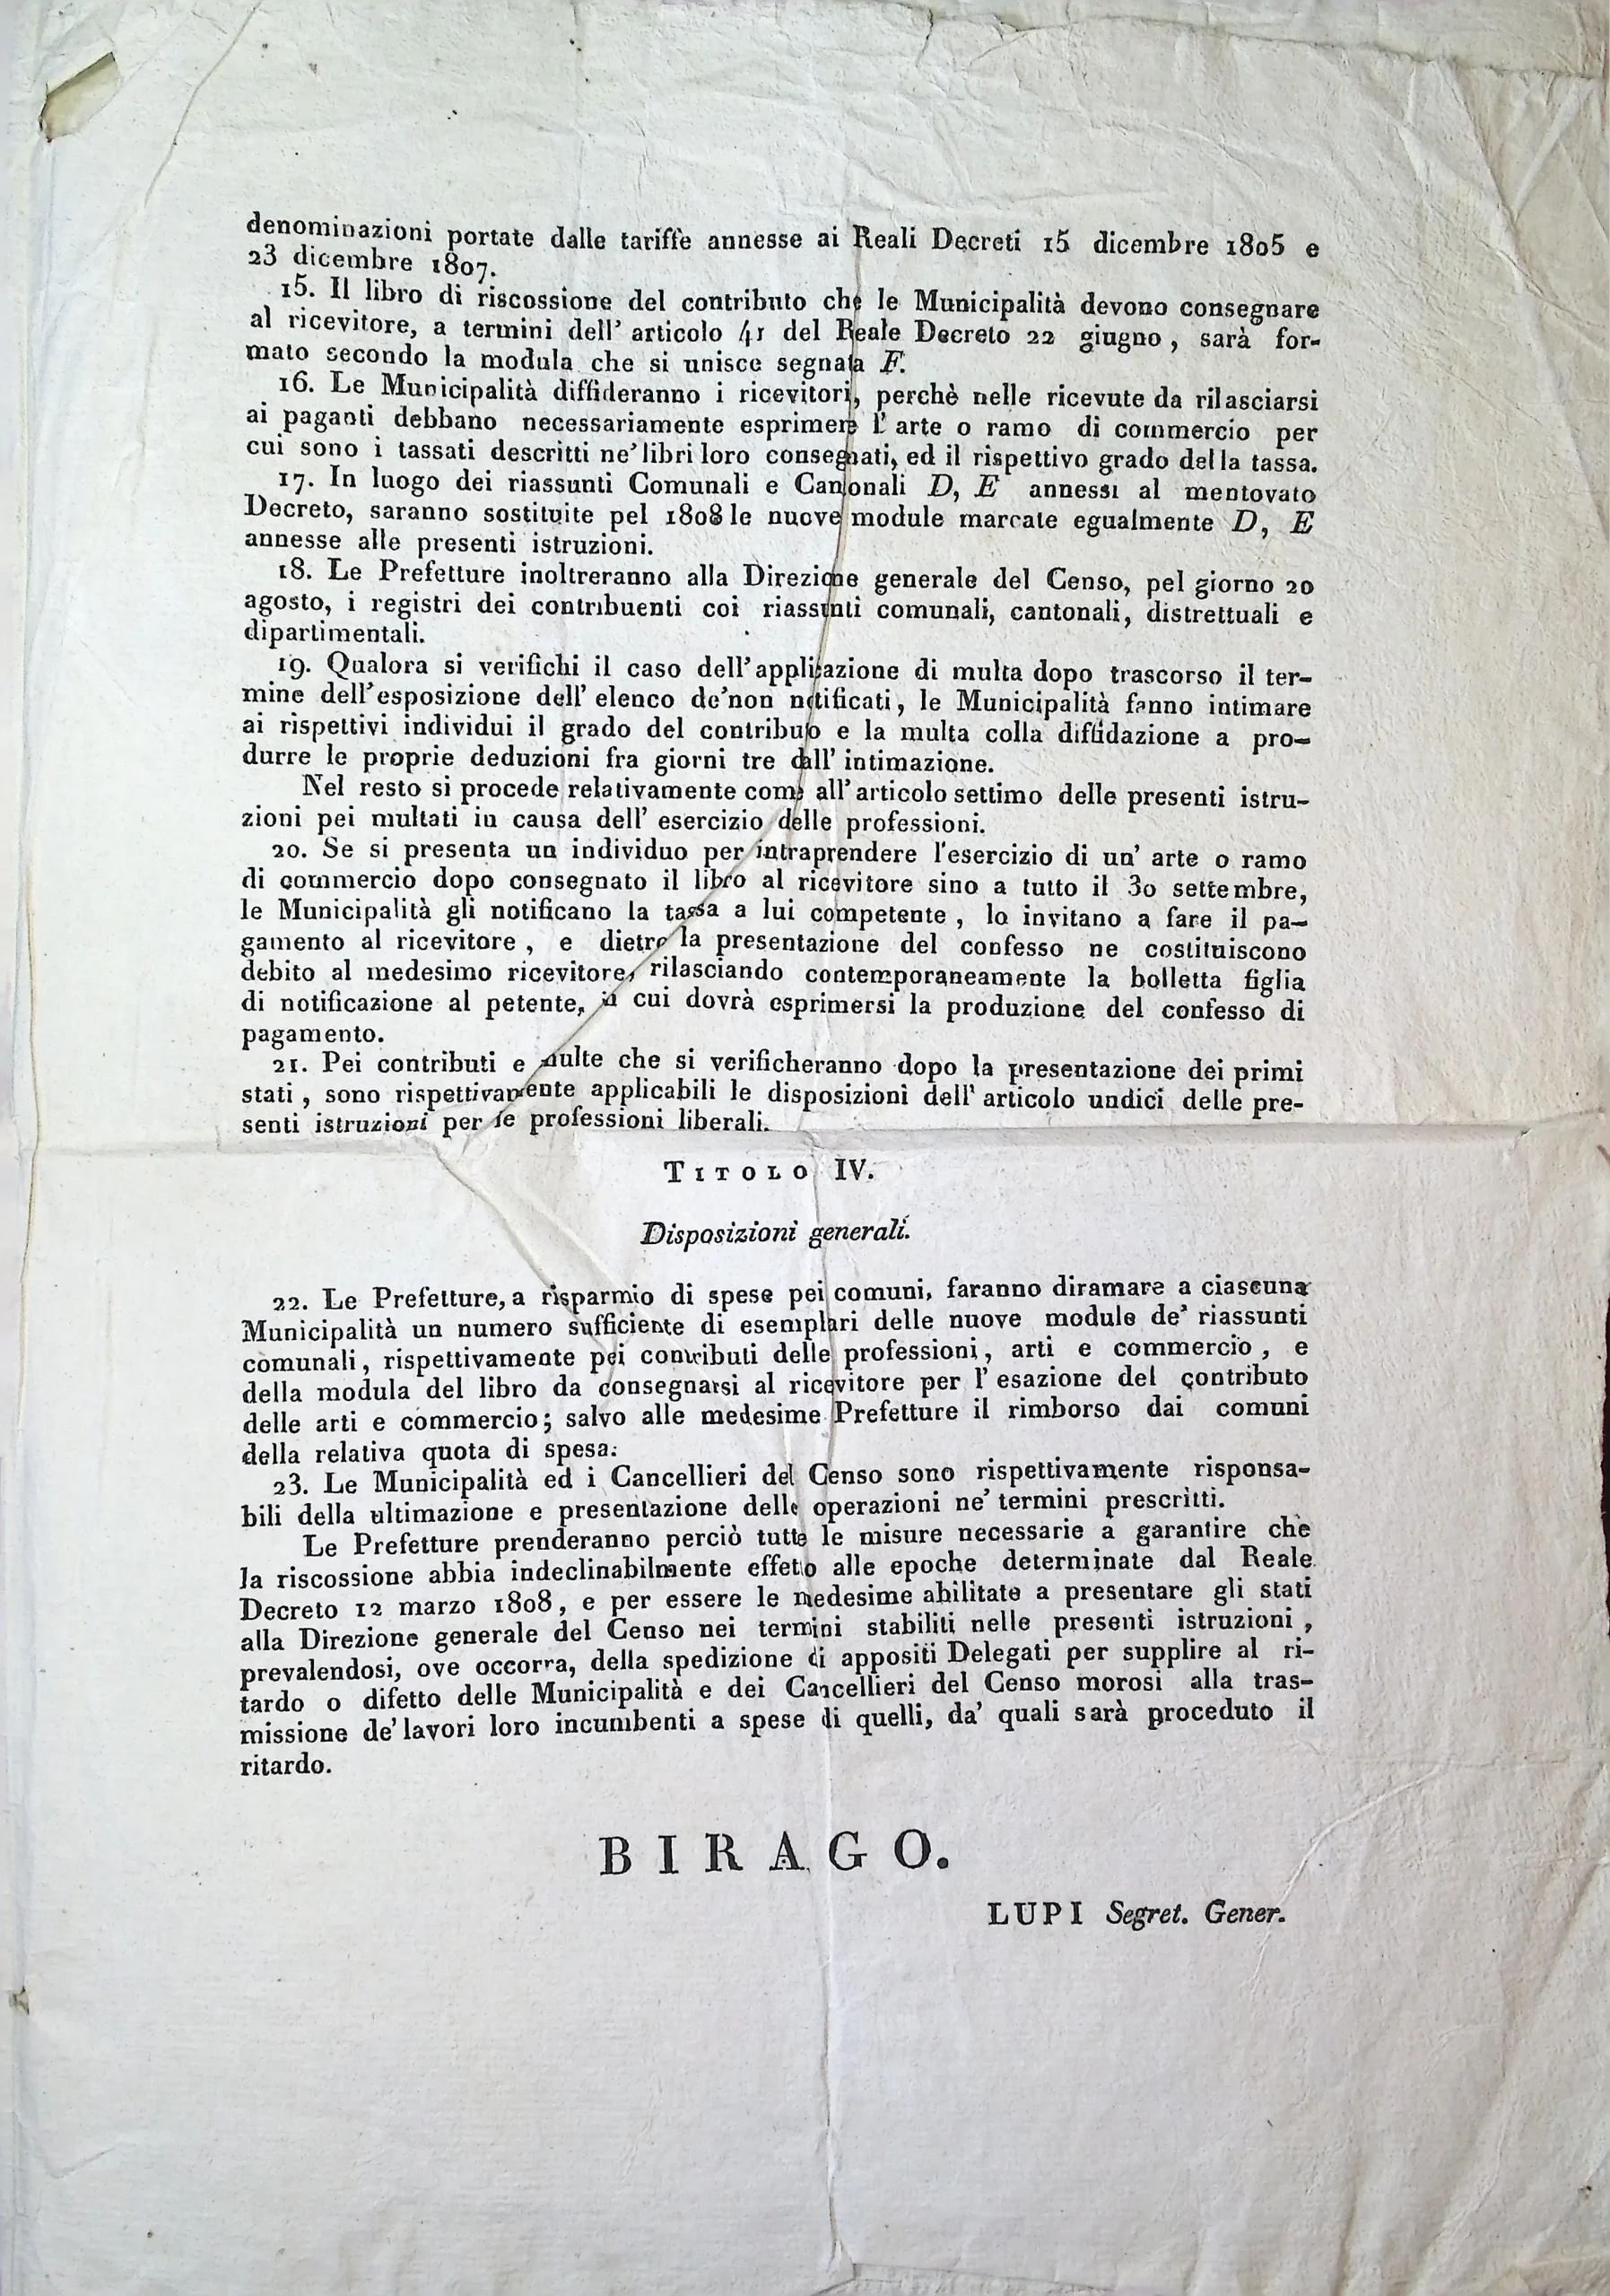 denominazioni portate dalle tariffe annesse ai Reali Decreti 15 dicembre 1805 e
23 dicembre 1807.
15. Il libro di riscossione del contributo che le Municipalità devono consegnare
al ricevitore, a termini dell' articolo 41 del Reale Decreto 22 giugno, sarà for-
mato secondo la modula che si unisce segnata F.
16. Le Municipalità diffideranno i ricevitori, perchè nelle ricevute da rilasciarsi
ai paganti debbano necessariamente esprimere l' arte o ramo di commercio per
cui sono i tassati descritti ne' libri loro consegnati, ed il rispettivo grado della tassa.
17. In luogo dei riassunti Comunali e Cantonali D, E annessi al mentovato
Decreto, saranno sostituite pel 1808 le nuove module marcate egualmente D, E
annesse alle presenti istruzioni.
18. Le Prefetture inoltreranno alla Direzione generale del Censo, pel giorno 20
agosto, i registri dei contribuenti coi riassunti comunali, cantonali, distrettuali e
dipartimentali.
19. Qualora si verifichi il caso dell' applicazione di multa dopo trascorso il ter-
mine dell' esposizione dell' elenco de' non notificati, le Municipalità fanno intimare
ai rispettivi individui il grado del contributo e la multa colla diffidazione a pro-
durre le proprie deduzioni fra giorni tre dall' intimazione.
Nel resto si procede relativamente come all' articolo settimo delle presenti istru-
zioni pei multati in causa dell' esercizio delle professioni.
20. Se si presenta un individuo per intraprendere l'esercizio di un' arte o ramo
di commercio dopo consegnato il libro al ricevitore sino a tutto il 30 settembre,
le Municipalità gli notificano la tassa a lui competente, lo invitano a fare il pa-
gamento al ricevitore, e dietro la presentazione del confesso ne costituiscono
debito al medesimo ricevitore, rilasciando contemporaneamente la bolletta figlia
di notificazione al petente, in cui dovrà esprimersi la produzione del confesso di
pagamento.
21. Pei contributi e multe che si verificheranno dopo la presentazione dei primi
stati, sono rispettivamente applicabili le disposizioni dell' articolo undici delle pre-
senti istruzioni per le professioni liberali.
TITOLO IV.
Disposizioni generali.
22. Le Prefetture, a risparmio di spese pei comuni, faranno diramare a ciascuna
Municipalità un numero sufficiente di esemplari delle nuove module de' riassunti
comunali, rispettivamente pei contributi delle professioni, arti e commercio, e
della modula del libro da consegnarsi al ricevitore per l' esazione del contributo
delle arti e commercio; salvo alle medesime Prefetture il rimborso dai comuni
della relativa quota di spesa.
23. Le Municipalità ed i Cancellieri del Censo sono rispettivamente risponsa-
bili della ultimazione e presentazione delle operazioni ne' termini prescritti.
Le Prefetture prenderanno perciò tutte le misure necessarie a garantire che
la riscossione abbia indeclinabilmente effetto alle epoche determinate dal Reale
Decreto 12 marzo 1808, e per essere le medesime abilitate a presentare gli stati
alla Direzione generale del Censo nei termini stabiliti nelle presenti istruzioni,
prevalendosi, ove occorra, della spedizione di appositi Delegati per supplire al ri-
tardo o difetto delle Municipalità e dei Cancellieri del Censo morosi alla tras-
missione de' lavori loro incumbenti a spese di quelli, da' quali sarà proceduto il
ritardo.
BIRAGO.
LUPI Segret. Gener.